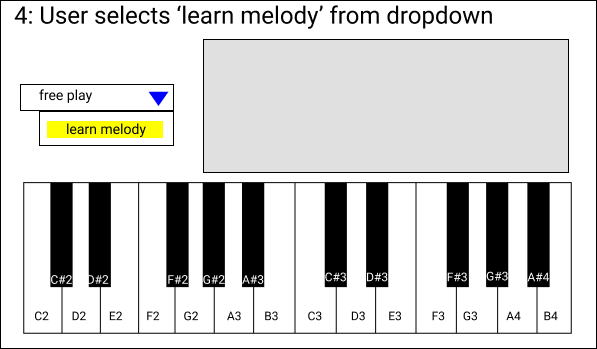 4: User selects ‘learn melody’ from dropdown
free play
learn melody
C#2 D#2 F#2 G#2 A#3 C#3 D#3 F#3 G#3 A#4
C2 D2 E2 F2 G2 A3 B3 C3 D3 E3 F3 G3 A4 B4